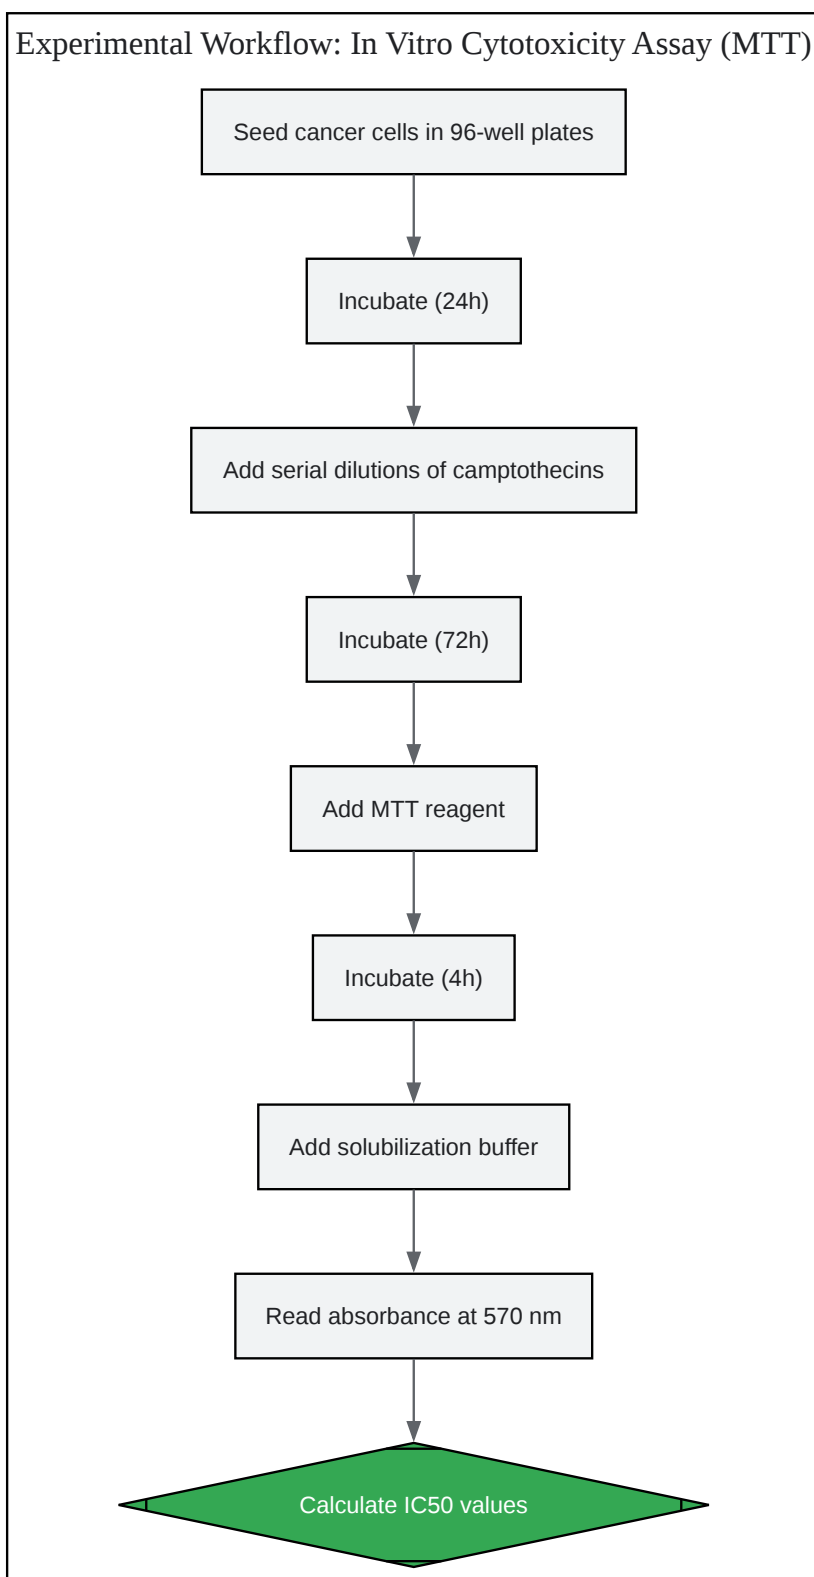 Experimental Workflow: In Vitro Cytotoxicity Assay (MTT)
Seed cancer cells in 96-well plates
Incubate (24h)
Add serial dilutions of camptothecins
Incubate (72h)
Add MTT reagent
Incubate (4h)
Add solubilization buffer
Read absorbance at 570 nm
Calculate IC50 values